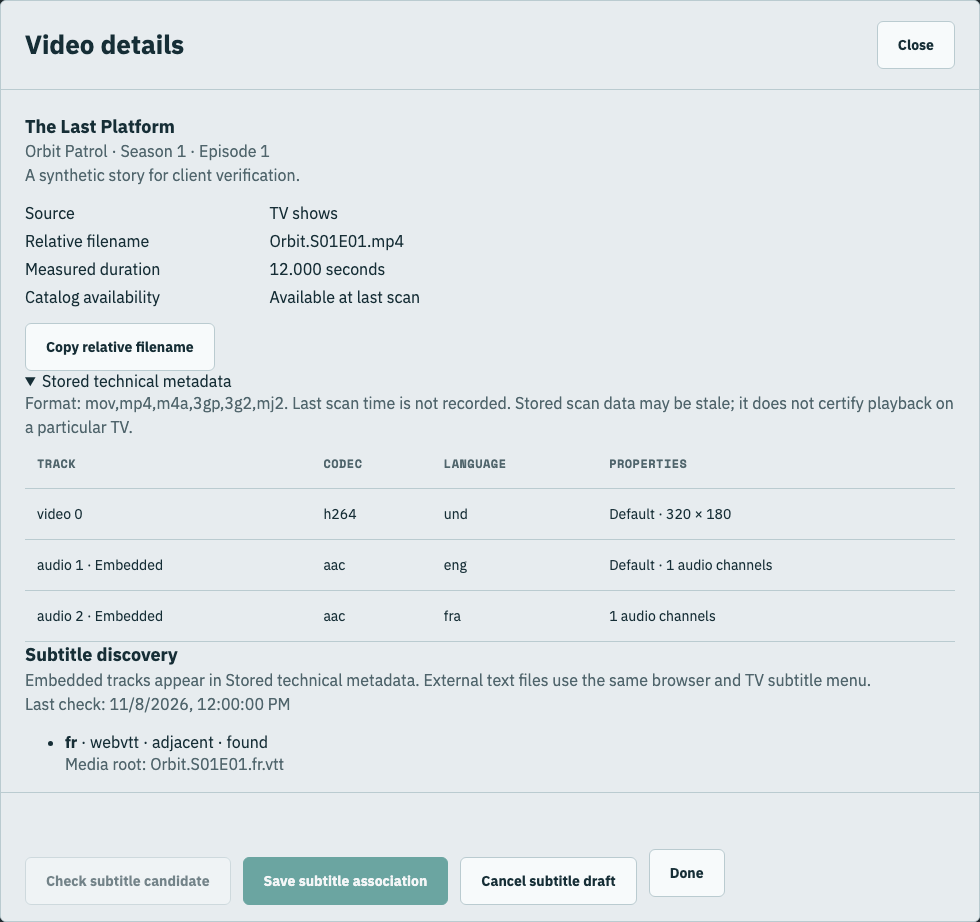 Video details
Close
The Last Platform
Orbit Patrol · Season 1 · Episode 1
A synthetic story for client verification.
Source TV shows
Relative filename Orbit.S01E01.mp4
Measured duration 12.000 seconds
Catalog availability Available at last scan
Copy relative filename
▼ Stored technical metadata
Format: mov,mp4,m4a,3gp,3g2,mj2. Last scan time is not recorded. Stored scan data may be stale; it does not certify playback on
a particular TV.
TRACK CODEC LANGUAGE PROPERTIES
video 0 h264 und Default · 320 × 180
audio 1 · Embedded aac eng Default · 1 audio channels
audio 2 · Embedded aac fra 1 audio channels
Subtitle discovery
Embedded tracks appear in Stored technical metadata. External text files use the same browser and TV subtitle menu.
Last check: 11/8/2026, 12:00:00 PM
• fr · webvtt · adjacent · found
Media root: Orbit.S01E01.fr.vtt
Check subtitle candidate Save subtitle association Cancel subtitle draft Done